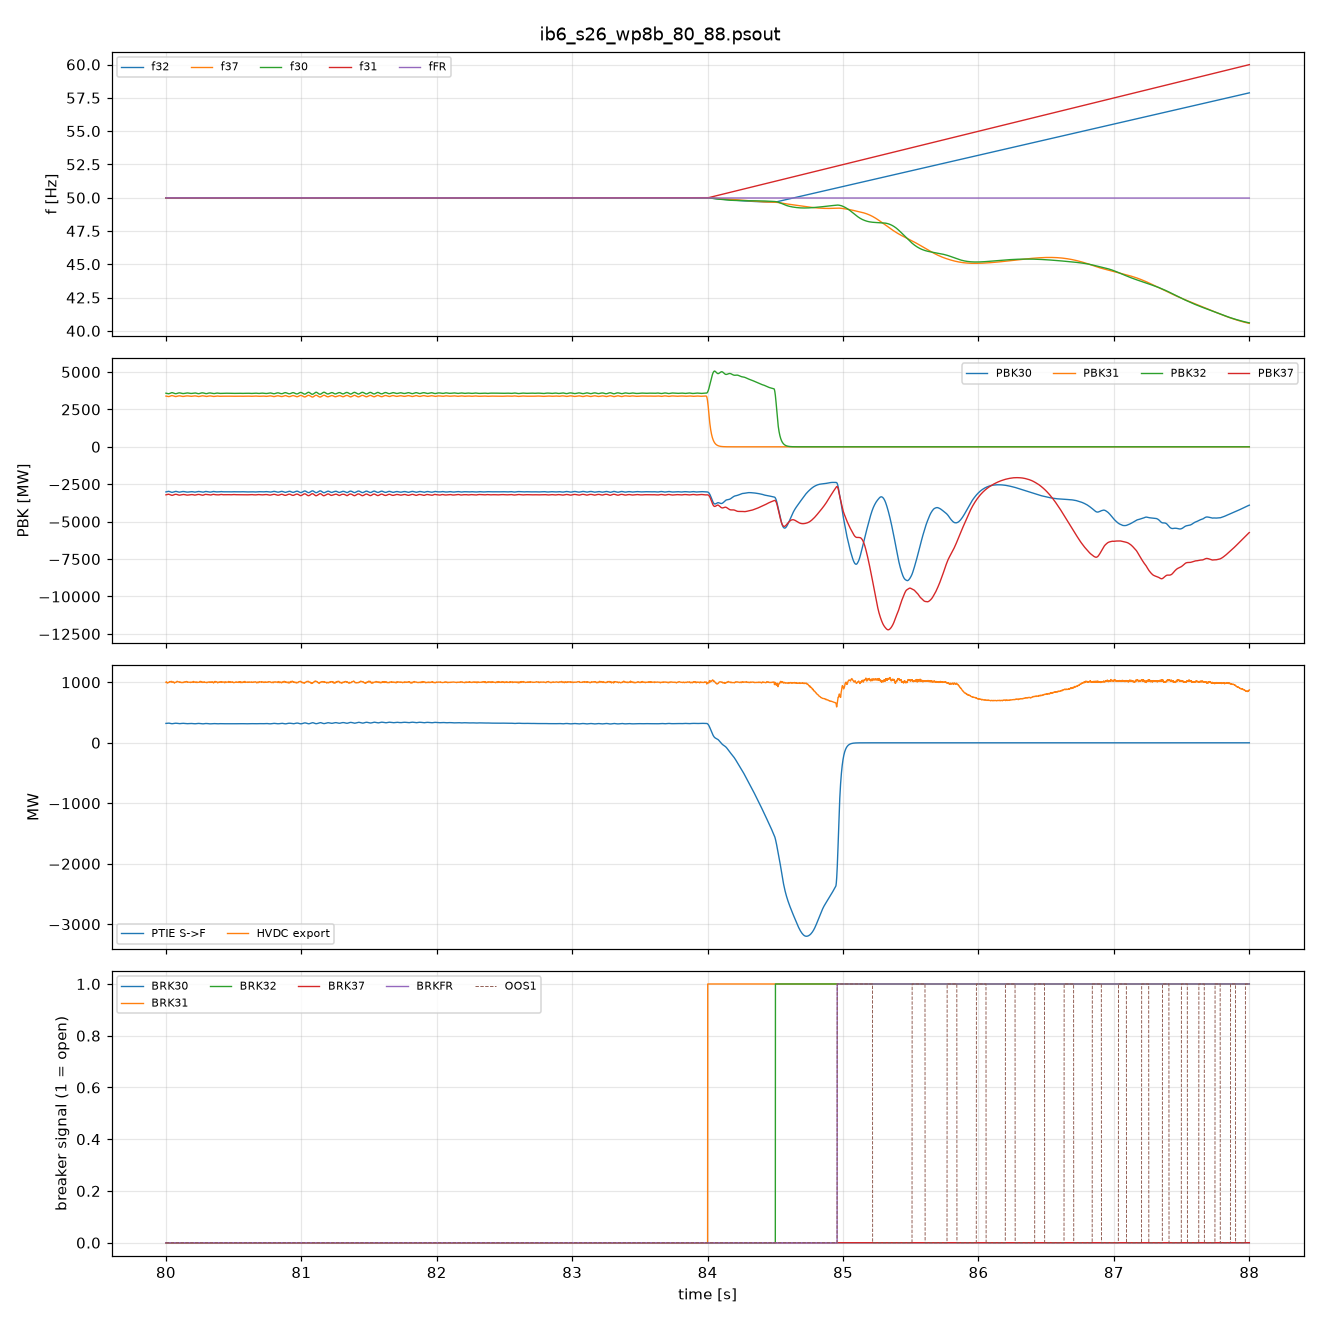 ib6_s26_wp8b_80_88.psout
f32 f37 f30 f31 fFR
60.0
57.5
55.0
52.5
50.0
47.5
45.0
42.5
40.0
f [Hz]
PBK30 PBK31 PBK32 PBK37
5000
2500
0
−2500
−5000
−7500
−10000
−12500
PBK [MW]
1000
0
−1000
−2000
−3000
MW
PTIE S->F HVDC export
BRK30 BRK32 BRK37 BRKFR OOS1
BRK31
1.0
0.8
0.6
0.4
0.2
0.0
breaker signal (1 = open)
80 81 82 83 84 85 86 87 88
time [s]